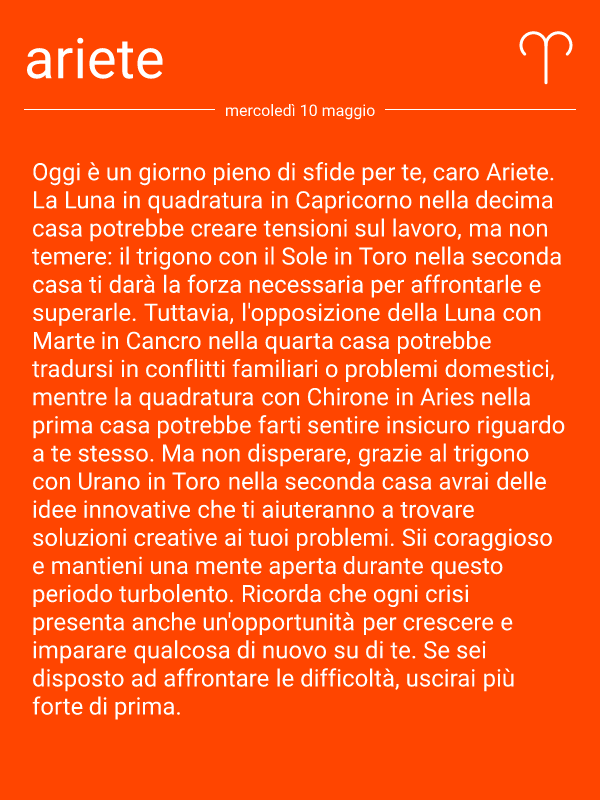 ariete
mercoledì 10 maggio
Oggi è un giorno pieno di sfide per te, caro Ariete.
La Luna in quadratura in Capricorno nella decima
casa potrebbe creare tensioni sul lavoro, ma non
temere: il trigono con il Sole in Toro nella seconda
casa ti darà la forza necessaria per affrontarle e
superarle. Tuttavia, l'opposizione della Luna con
Marte in Cancro nella quarta casa potrebbe
tradursi in conflitti familiari o problemi domestici,
mentre la quadratura con Chirone in Aries nella
prima casa potrebbe farti sentire insicuro riguardo
a te stesso. Ma non disperare, grazie al trigono
con Urano in Toro nella seconda casa avrai delle
idee innovative che ti aiuteranno a trovare
soluzioni creative ai tuoi problemi. Sii coraggioso
e mantieni una mente aperta durante questo
periodo turbolento. Ricorda che ogni crisi
presenta anche un'opportunità per crescere e
imparare qualcosa di nuovo su di te. Se sei
disposto ad affrontare le difficoltà, uscirai più
forte di prima.